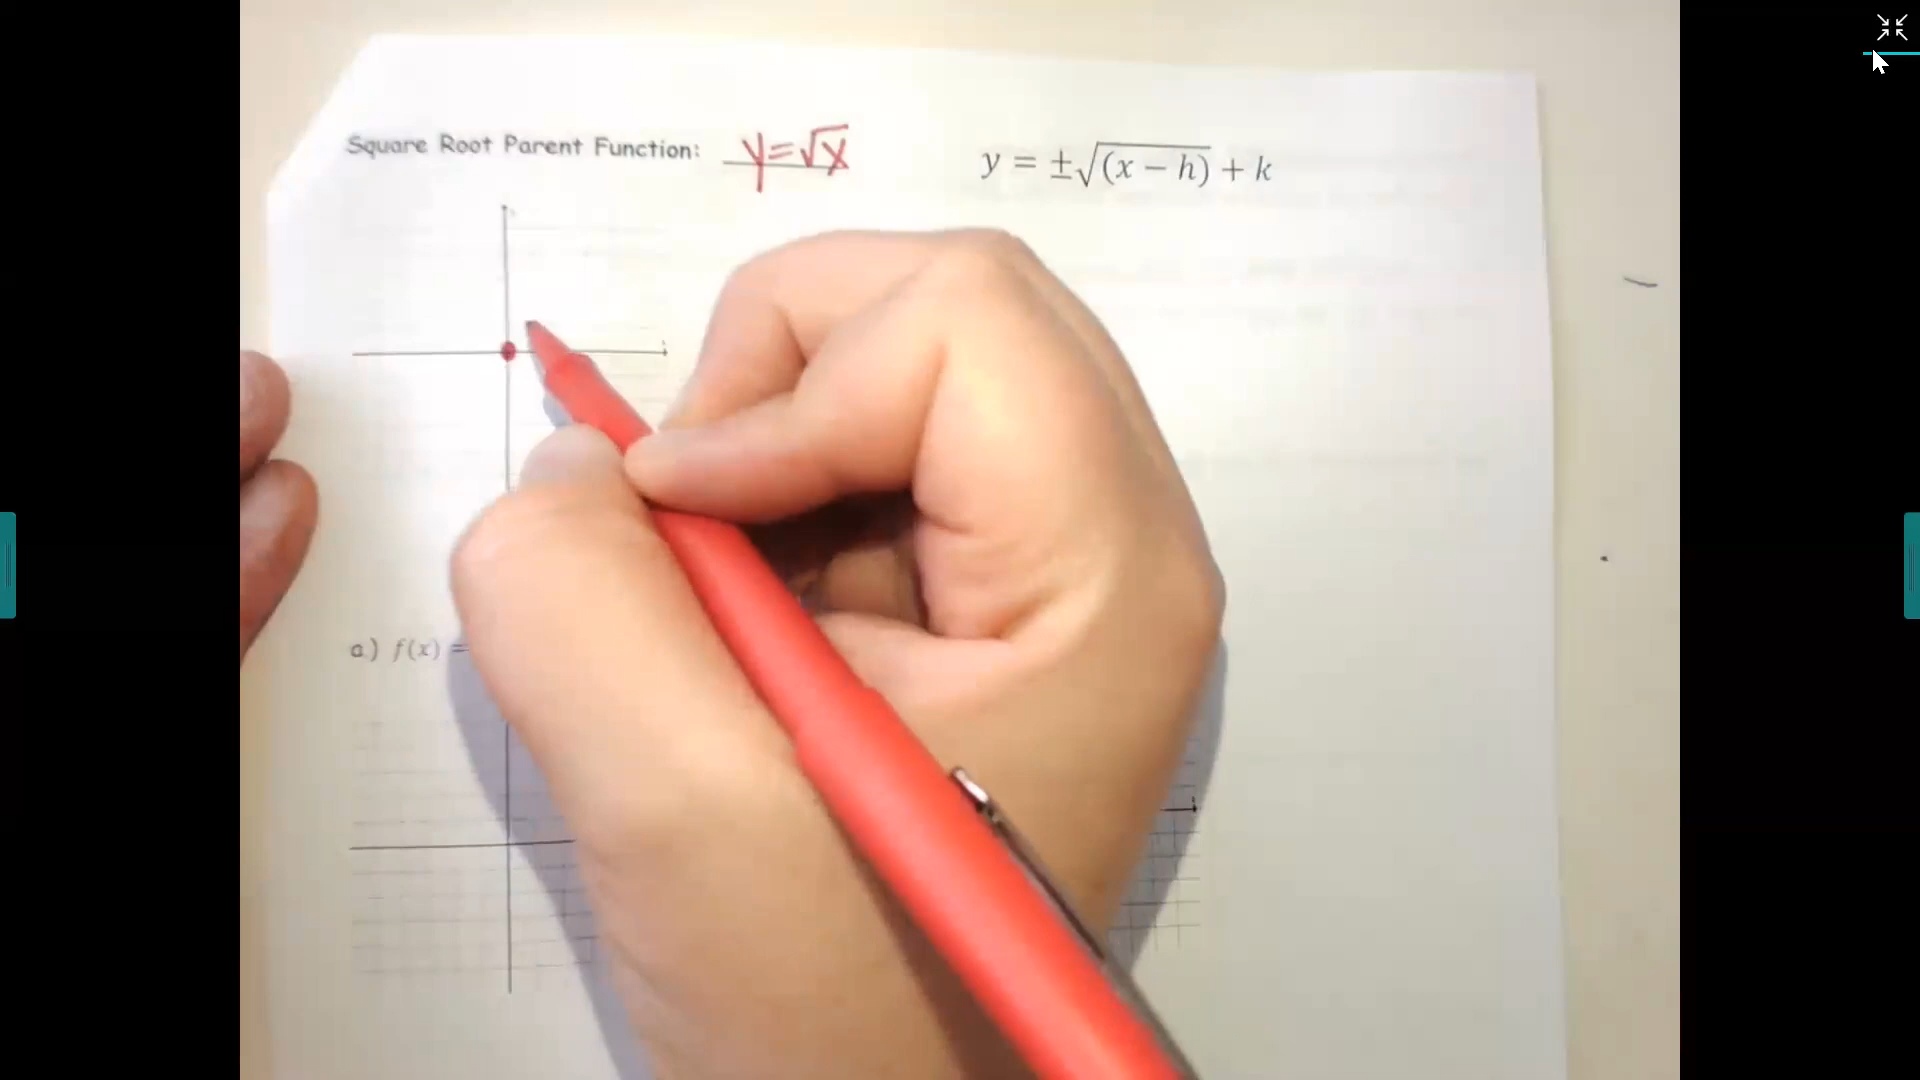 Square Root Parent Function: y=√x
y = ±√(x − h) + k
a) f(x) =